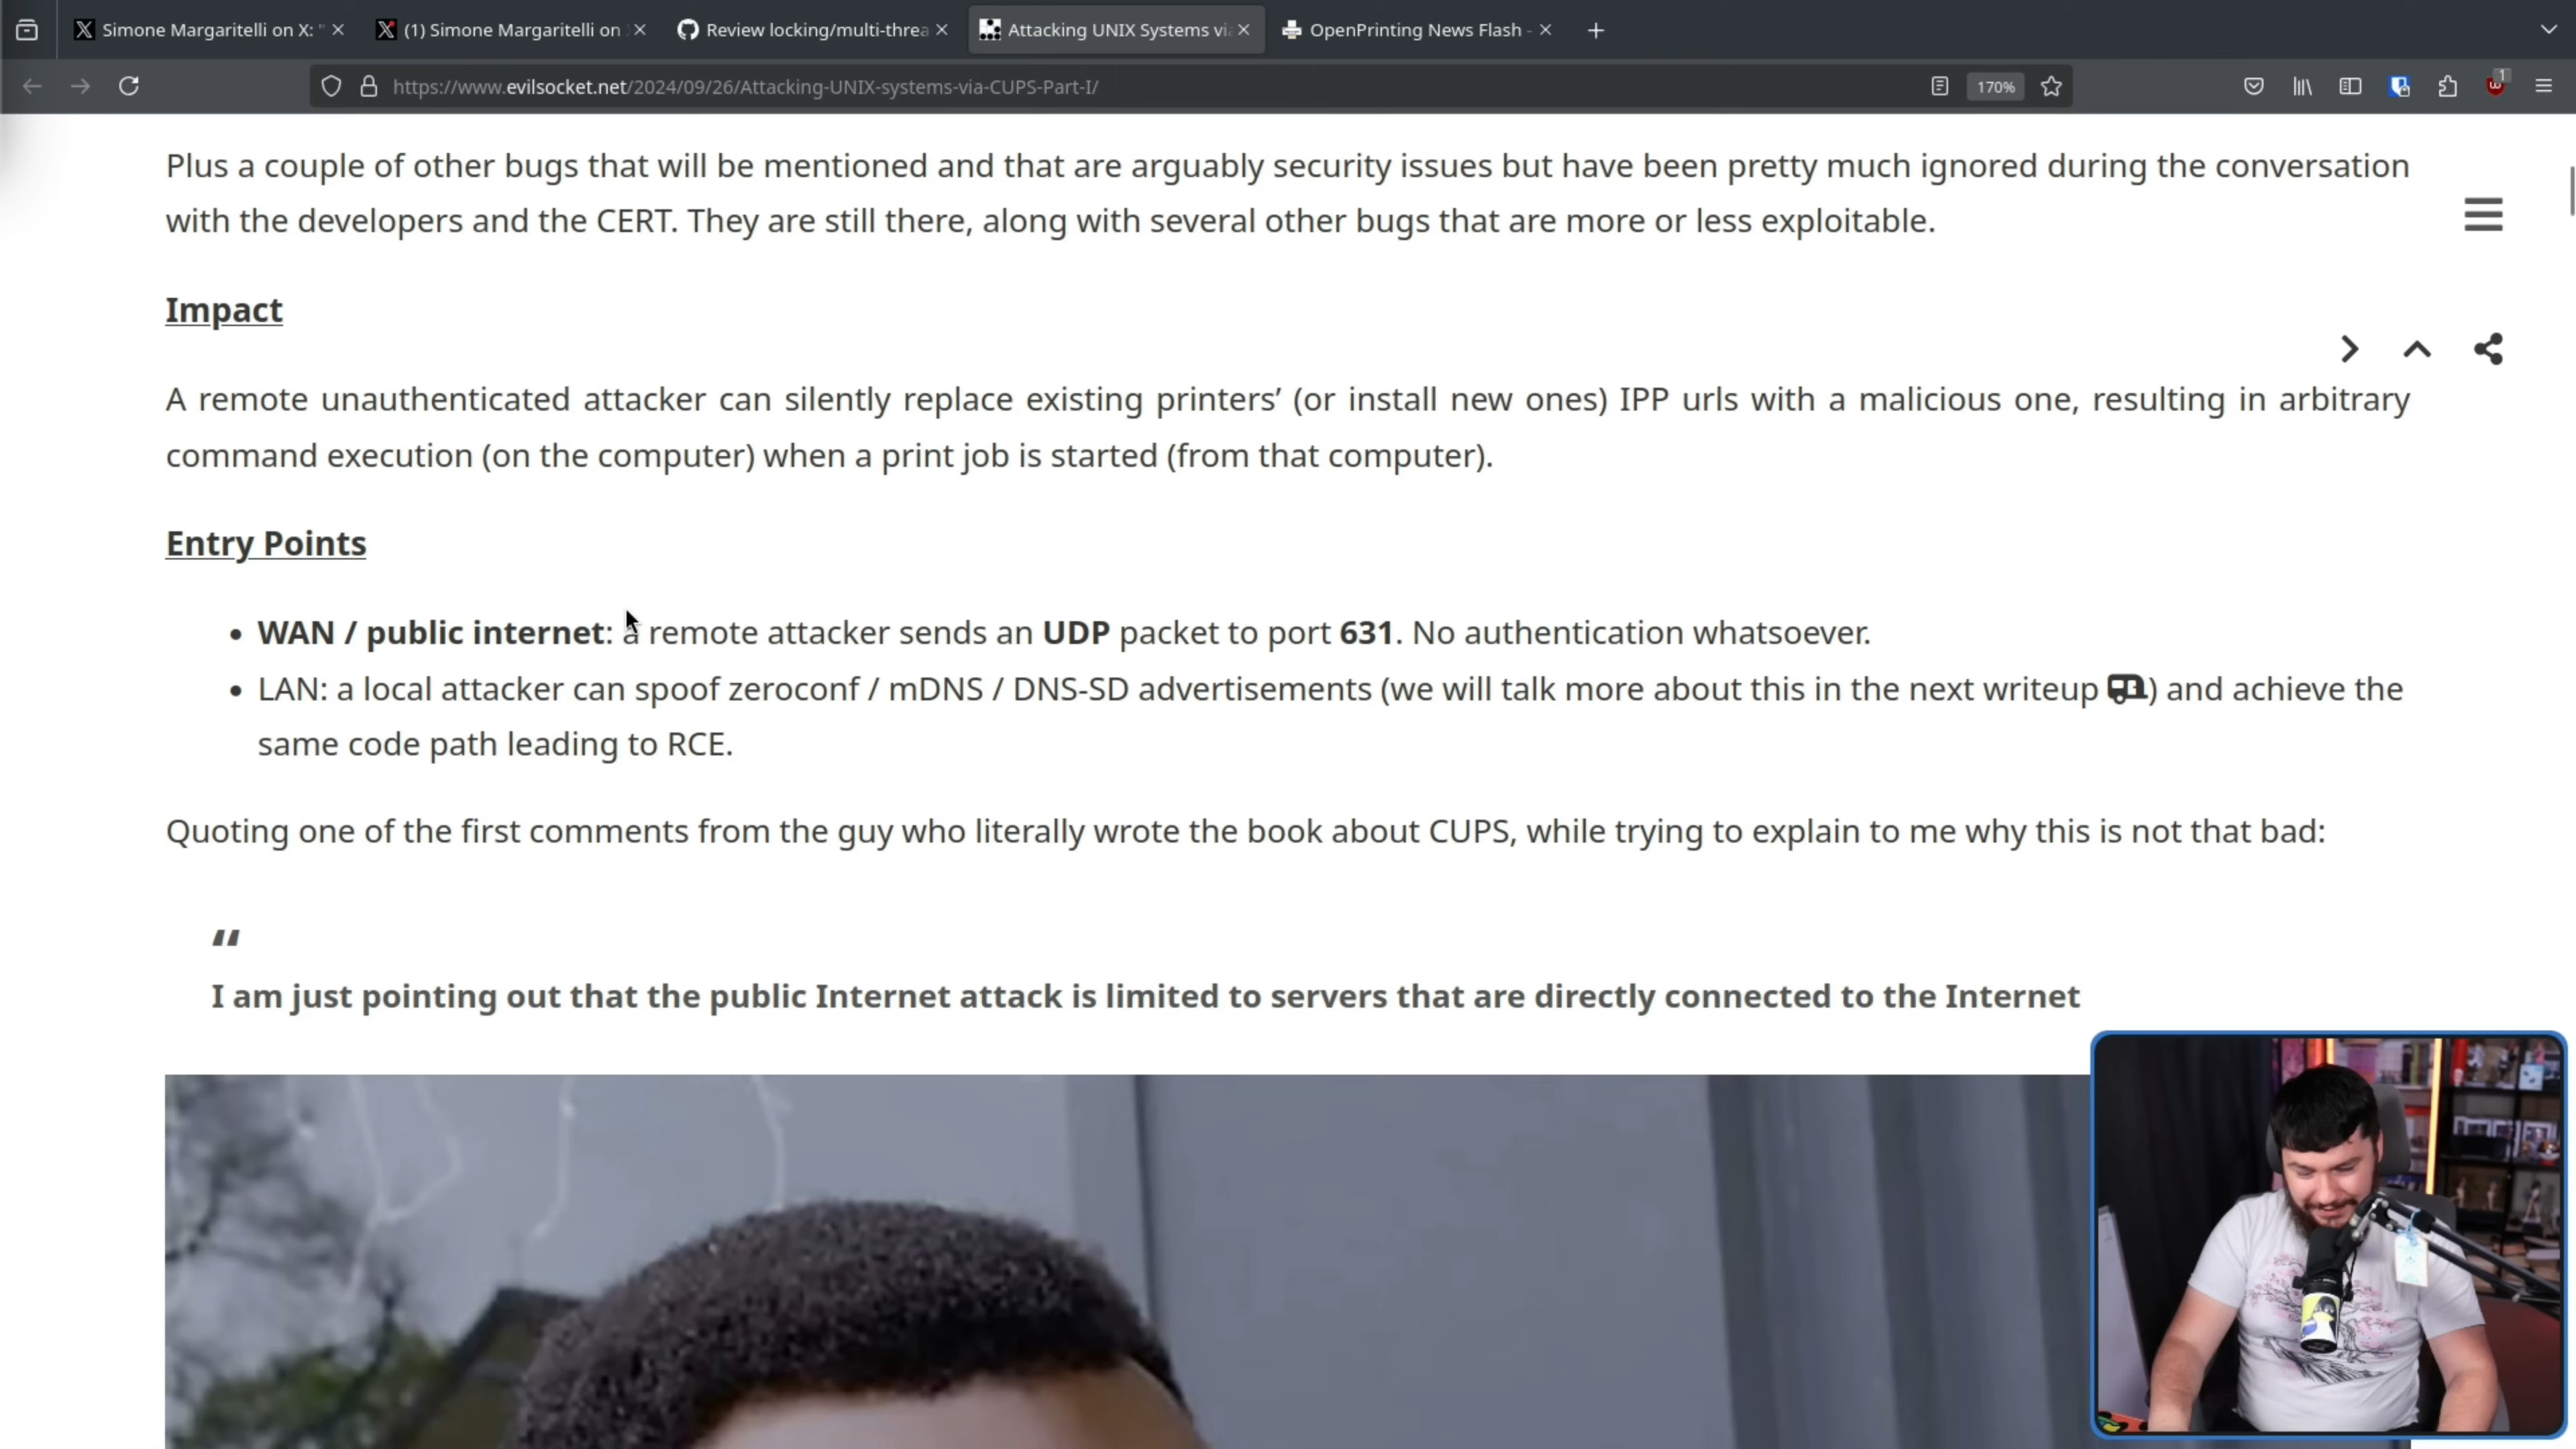 Simone Margaritelli on X: "
(1) Simone Margaritelli on X
Review locking/multi-threa
Attacking UNIX Systems via
OpenPrinting News Flash -
https://www.evilsocket.net/2024/09/26/Attacking-UNIX-systems-via-CUPS-Part-I/
170%
1
Plus a couple of other bugs that will be mentioned and that are arguably security issues but have been pretty much ignored during the conversation
with the developers and the CERT. They are still there, along with several other bugs that are more or less exploitable.
Impact
A remote unauthenticated attacker can silently replace existing printers’ (or install new ones) IPP urls with a malicious one, resulting in arbitrary
command execution (on the computer) when a print job is started (from that computer).
Entry Points
• WAN / public internet: a remote attacker sends an UDP packet to port 631. No authentication whatsoever.
• LAN: a local attacker can spoof zeroconf / mDNS / DNS-SD advertisements (we will talk more about this in the next writeup ) and achieve the
same code path leading to RCE.
Quoting one of the first comments from the guy who literally wrote the book about CUPS, while trying to explain to me why this is not that bad:
“
I am just pointing out that the public Internet attack is limited to servers that are directly connected to the Internet